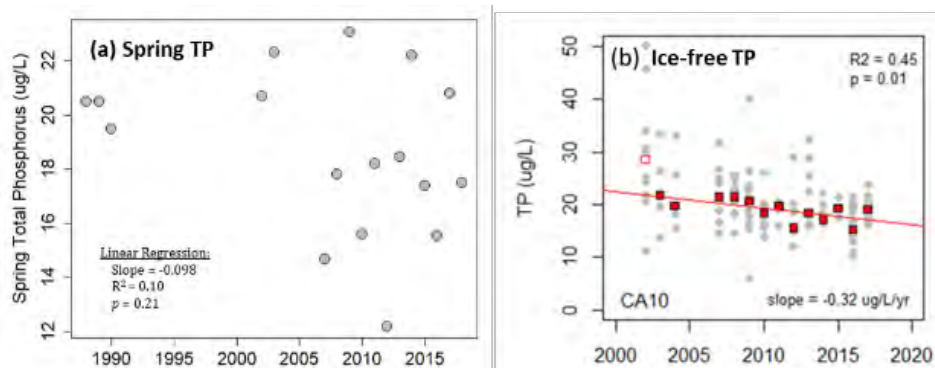 (a) Spring TP
Spring Total Phosphorus (ug/L)
22
20
18
16
14
12
Linear Regression:
Slope = -0.098
R² = 0.10
p = 0.21
1990
1995
2000
2005
2010
2015
(b) Ice-free TP
R2 = 0.45
p = 0.01
TP (ug/L)
50
40
30
20
10
0
CA10
slope = -0.32 ug/L/yr
2000
2005
2010
2015
2020